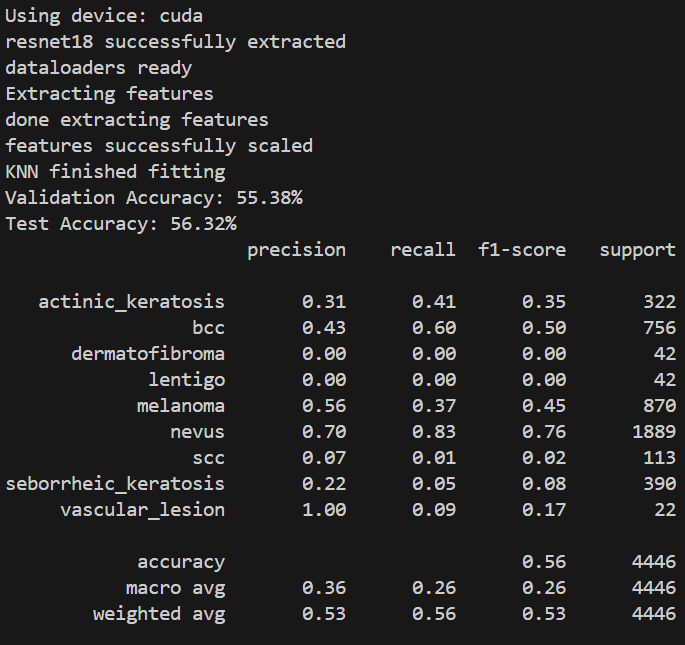 Using device: cuda
resnet18 successfully extracted
dataloaders ready
Extracting features
done extracting features
features successfully scaled
KNN finished fitting
Validation Accuracy: 55.38%
Test Accuracy: 56.32%
precision recall f1-score support
actinic_keratosis 0.31 0.41 0.35 322
bcc 0.43 0.60 0.50 756
dermatofibroma 0.00 0.00 0.00 42
lentigo 0.00 0.00 0.00 42
melanoma 0.56 0.37 0.45 870
nevus 0.70 0.83 0.76 1889
scc 0.07 0.01 0.02 113
seborrheic_keratosis 0.22 0.05 0.08 390
vascular_lesion 1.00 0.09 0.17 22
accuracy 0.56 4446
macro avg 0.36 0.26 0.26 4446
weighted avg 0.53 0.56 0.53 4446